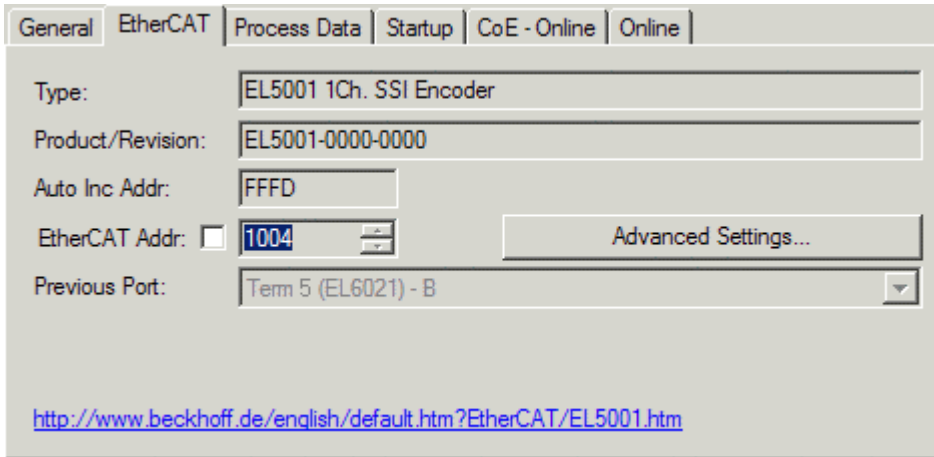 General EtherCAT Process Data Startup CoE - Online Online
Type: EL5001 1Ch. SSI Encoder
Product/Revision: EL5001-0000-0000
Auto Inc Addr: FFFD
EtherCAT Addr: 1004 Advanced Settings...
Previous Port: Term 5 (EL6021) - B
http://www.beckhoff.de/english/default.htm?EtherCAT/EL5001.htm